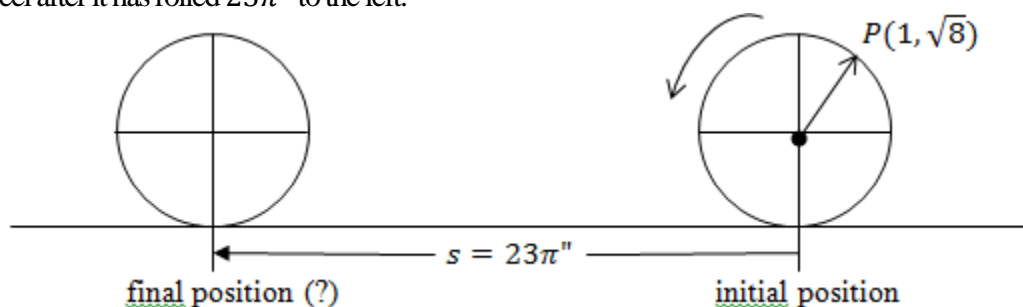 eel after it has rolled 23π" to the left.
P(1, √8)
s = 23π"
final position (?)
initial position